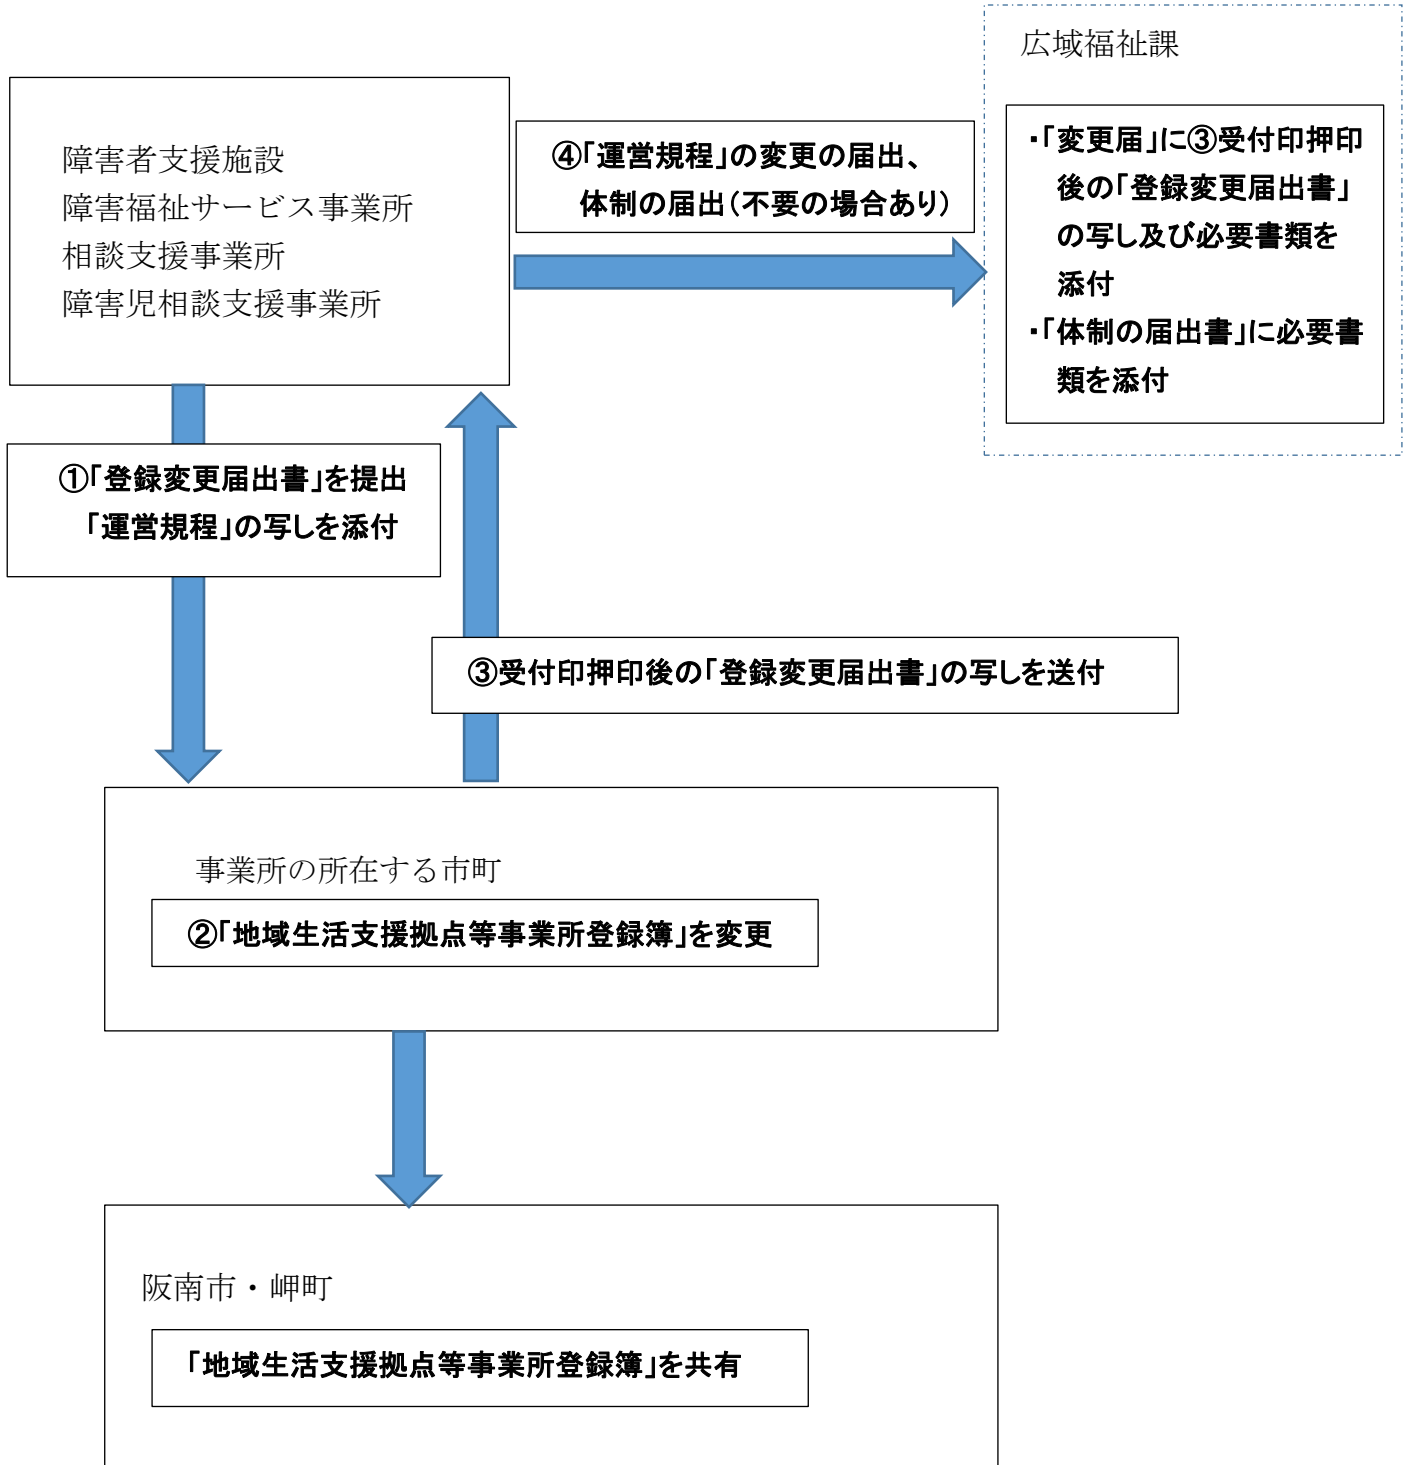 広域福祉課
・「変更届」に③受付印押印
後の「登録変更届出書」
の写し及び必要書類を
添付
・「体制の届出書」に必要書
類を添付
障害者支援施設
障害福祉サービス事業所
相談支援事業所
障害児相談支援事業所
④「運営規程」の変更の届出、
体制の届出（不要の場合あり）
①「登録変更届出書」を提出
「運営規程」の写しを添付
③受付印押印後の「登録変更届出書」の写しを送付
事業所の所在する市町
②「地域生活支援拠点等事業所登録簿」を変更
阪南市・岬町
「地域生活支援拠点等事業所登録簿」を共有